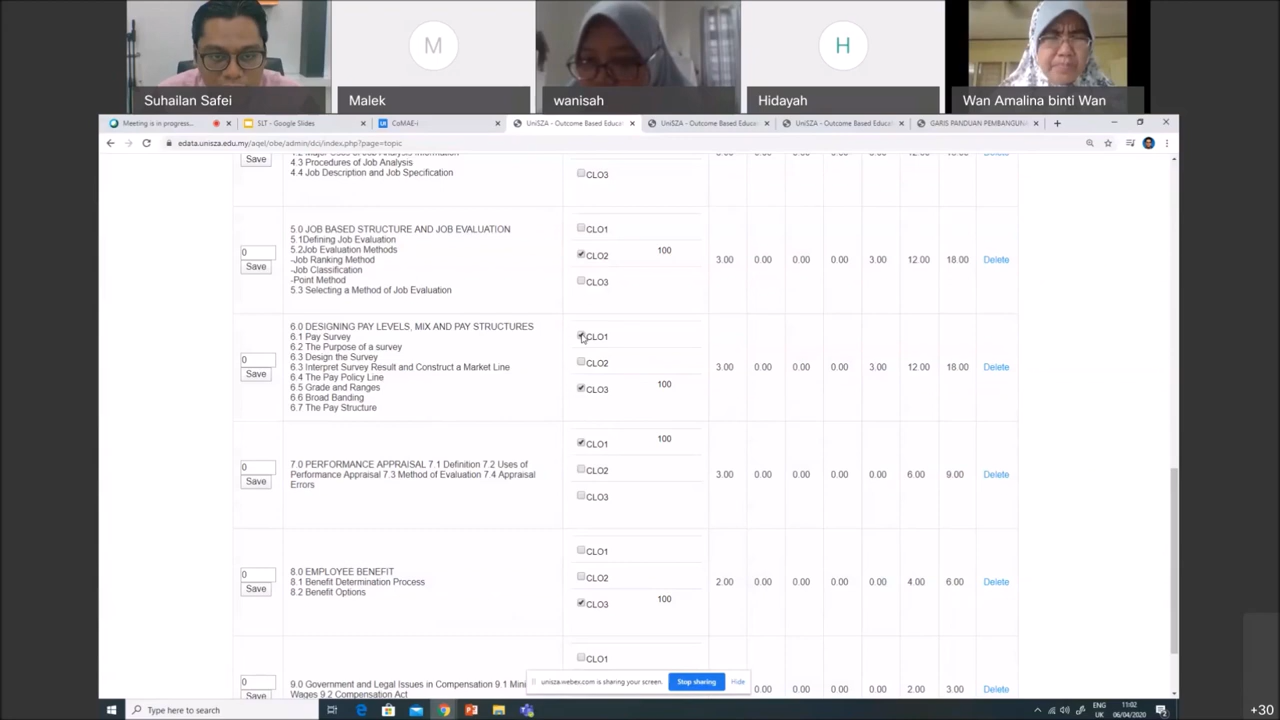 M
H
Suhailan Safei
Malek
wanisah
Hidayah
Wan Amalina binti Wan
Meeting is in progress...
SLT - Google Slides
CoMAE-i
UniSZA - Outcome Based Educa
UniSZA - Outcome Based Educa
UniSZA - Outcome Based Educa
GARIS PANDUAN PEMBANGUN
edata.unisza.edu.my/aqel/obe/admin/dci/index.php?page=topic
Save
4.3 Procedures of Job Analysis
4.4 Job Description and Job Specification
CLO3
0
Save
5.0 JOB BASED STRUCTURE AND JOB EVALUATION
5.1Defining Job Evaluation
5.2Job Evaluation Methods
-Job Ranking Method
-Job Classification
-Point Method
5.3 Selecting a Method of Job Evaluation
CLO1
CLO2 100
CLO3
3.00 0.00 0.00 0.00 3.00 12.00 18.00 Delete
0
Save
6.0 DESIGNING PAY LEVELS, MIX AND PAY STRUCTURES
6.1 Pay Survey
6.2 The Purpose of a survey
6.3 Design the Survey
6.3 Interpret Survey Result and Construct a Market Line
6.4 The Pay Policy Line
6.5 Grade and Ranges
6.6 Broad Banding
6.7 The Pay Structure
CLO1
CLO2
CLO3 100
3.00 0.00 0.00 0.00 3.00 12.00 18.00 Delete
0
Save
7.0 PERFORMANCE APPRAISAL 7.1 Definition 7.2 Uses of
Performance Appraisal 7.3 Method of Evaluation 7.4 Appraisal
Errors
CLO1 100
CLO2
CLO3
3.00 0.00 0.00 0.00 0.00 6.00 9.00 Delete
0
Save
8.0 EMPLOYEE BENEFIT
8.1 Benefit Determination Process
8.2 Benefit Options
CLO1
CLO2
CLO3 100
2.00 0.00 0.00 0.00 0.00 4.00 6.00 Delete
0
Save
9.0 Government and Legal Issues in Compensation 9.1 Mini
Wages 9.2 Compensation Act
CLO1
0.00 0.00 0.00 2.00 3.00 Delete
unisza.webex.com is sharing your screen.
Stop sharing
Hide
Type here to search
ENG
UK
11:02
06/04/2020
2
+30